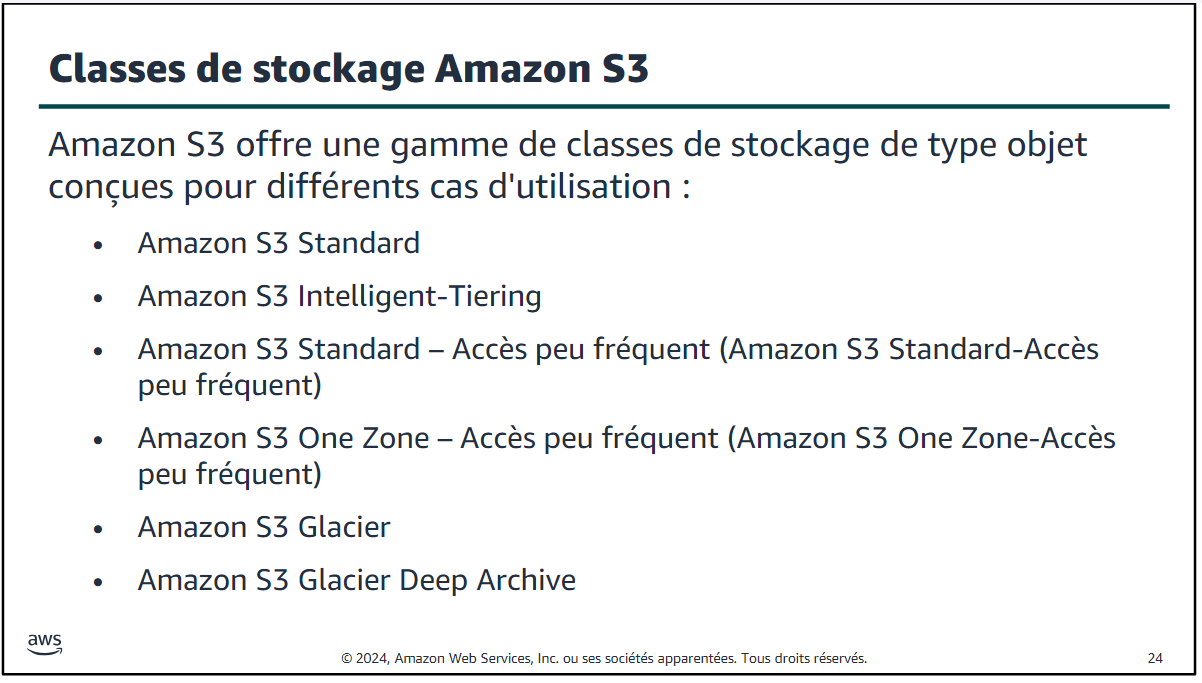 Classes de stockage Amazon S3
Amazon S3 offre une gamme de classes de stockage de type objet
conçues pour différents cas d'utilisation :
• Amazon S3 Standard
• Amazon S3 Intelligent-Tiering
• Amazon S3 Standard – Accès peu fréquent (Amazon S3 Standard-Accès
peu fréquent)
• Amazon S3 One Zone – Accès peu fréquent (Amazon S3 One Zone-Accès
peu fréquent)
• Amazon S3 Glacier
• Amazon S3 Glacier Deep Archive
aws
© 2024, Amazon Web Services, Inc. ou ses sociétés apparentées. Tous droits réservés.
24